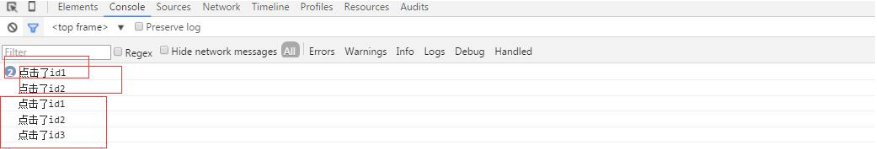 Elements Console Sources Network Timeline Profiles Resources Audits
<top frame> ▼ Preserve log
Filter Regex Hide network messages All Errors Warnings Info Logs Debug Handled
2 点击了id1
点击了id2
点击了id1
点击了id2
点击了id3